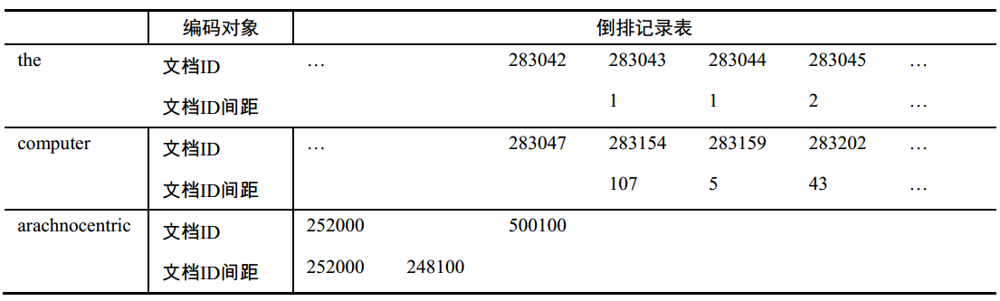 编码对象 倒排记录表
the 文档ID … 283042 283043 283044 283045 …
文档ID间距 1 1 2 …
computer 文档ID … 283047 283154 283159 283202 …
文档ID间距 107 5 43 …
arachnocentric 文档ID 252000 500100
文档ID间距 252000 248100